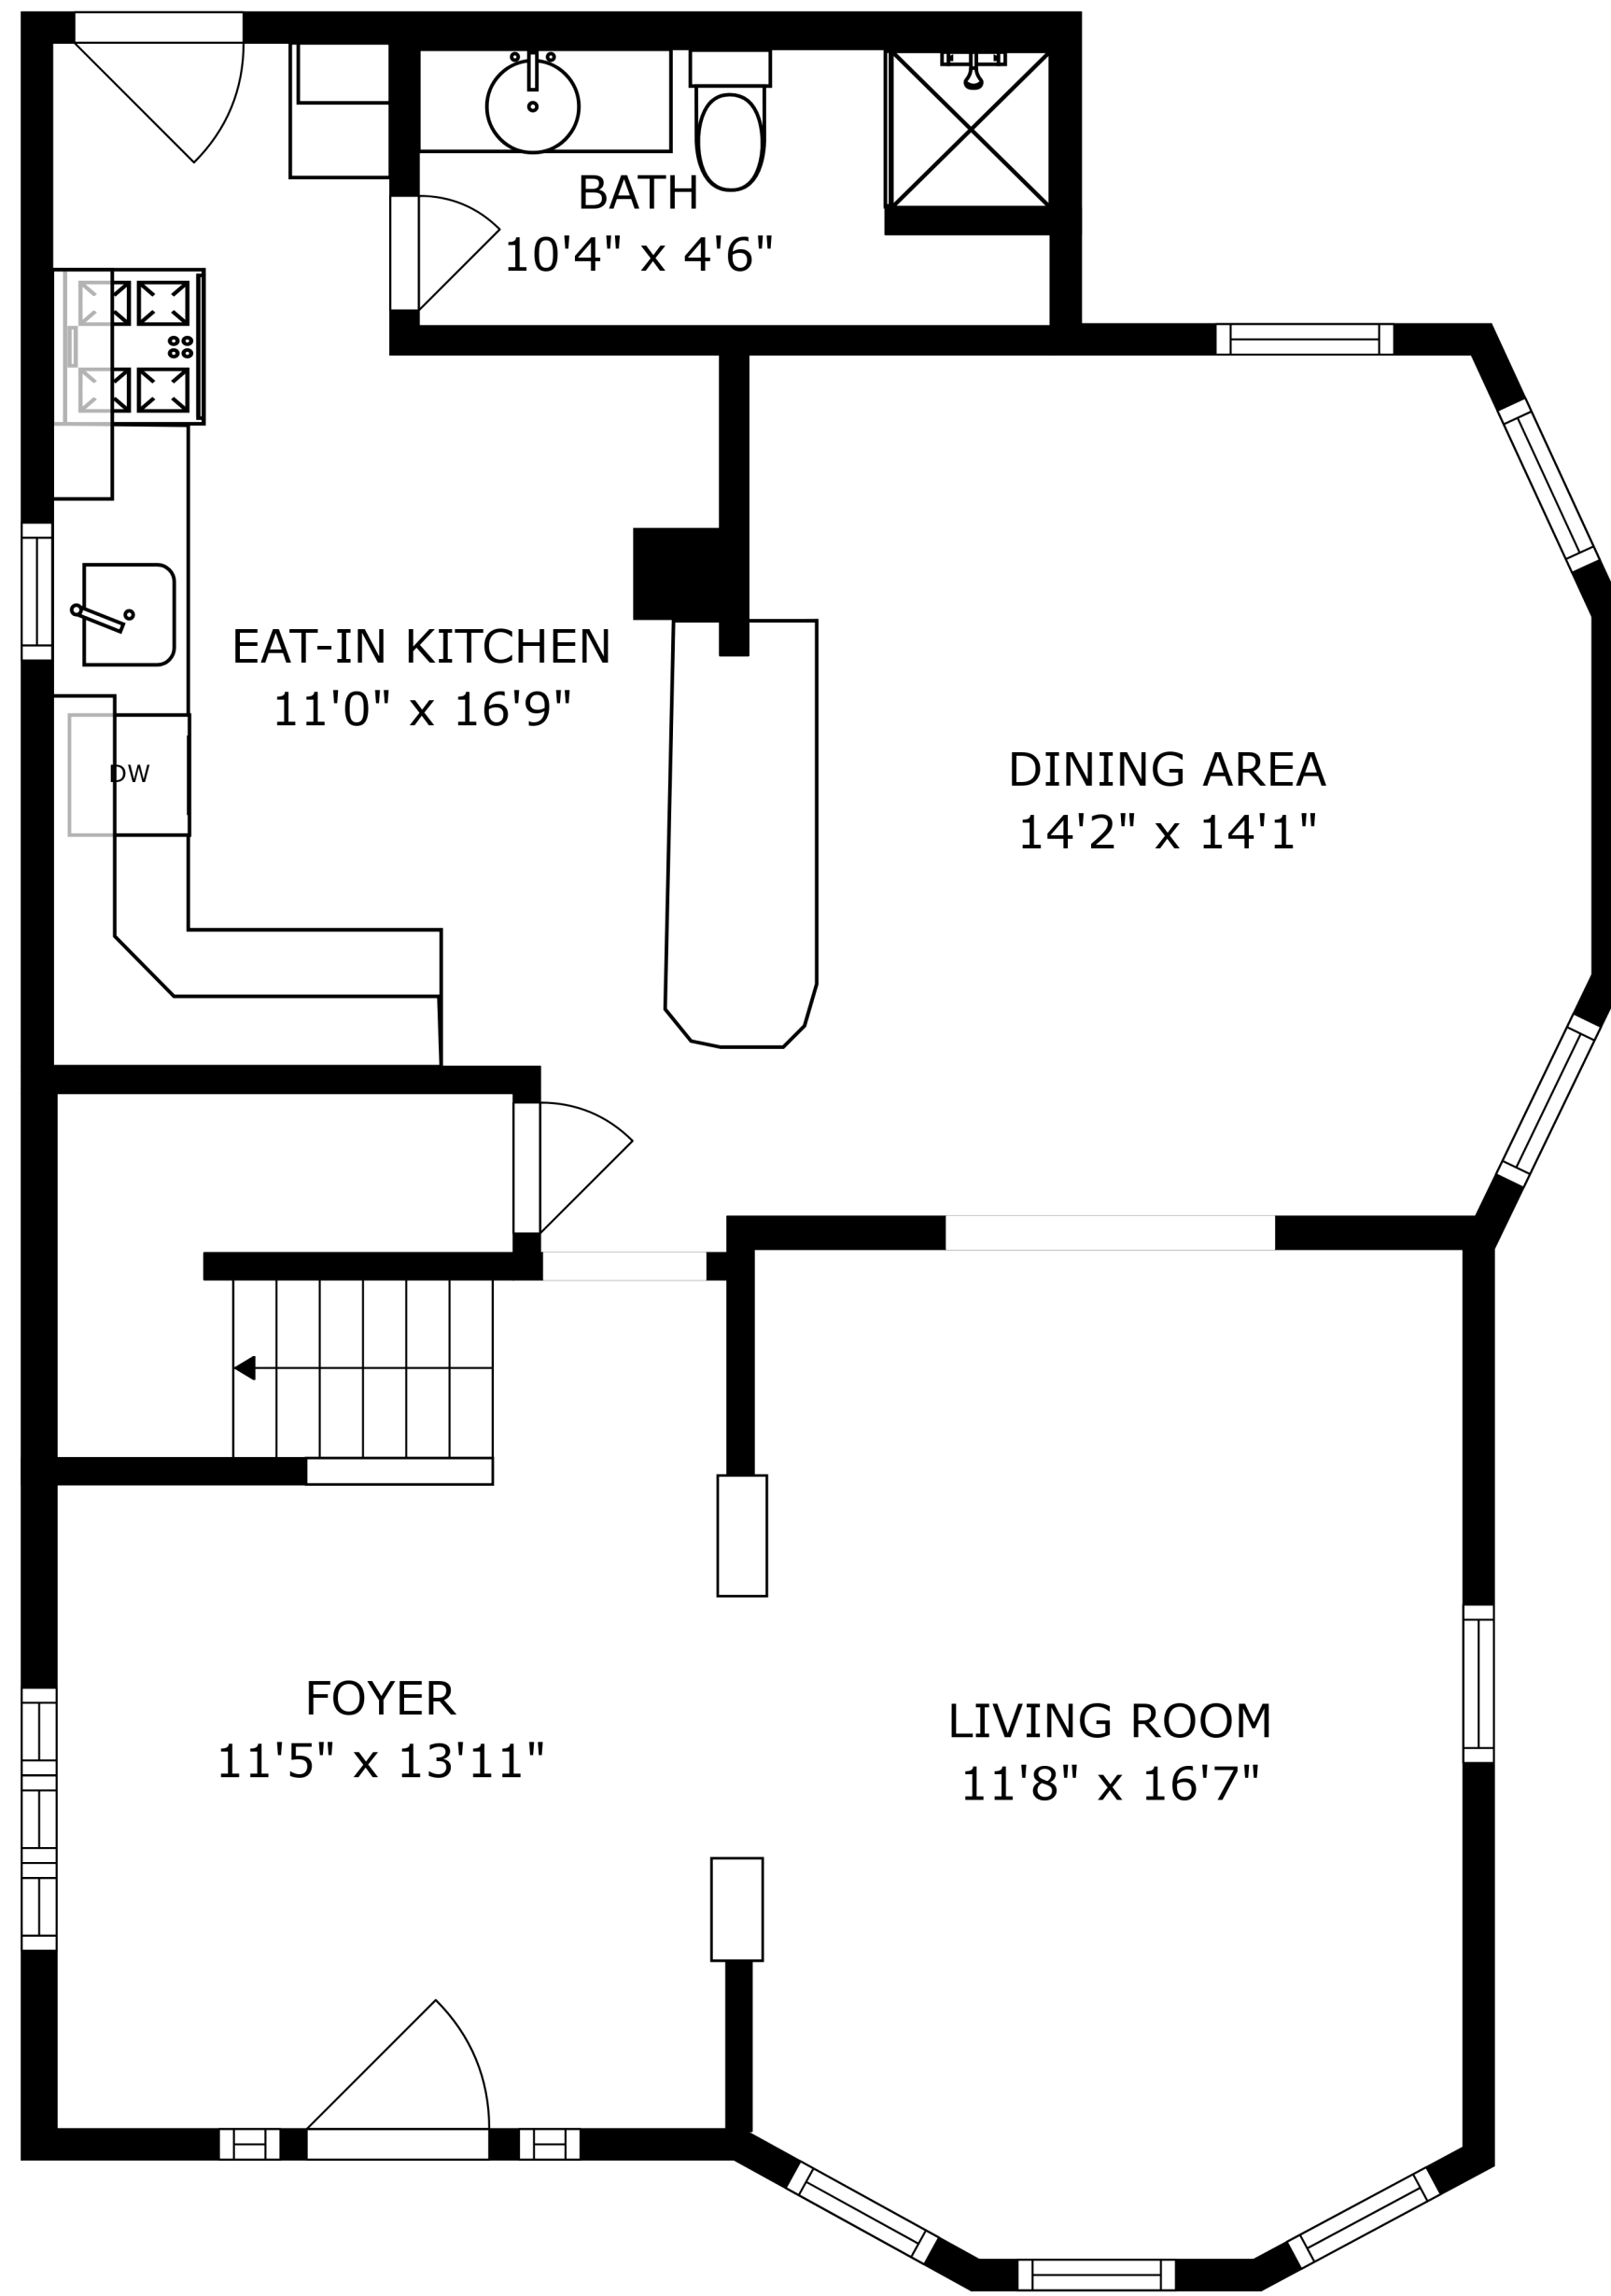 BATH
10'4" x 4'6"
EAT-IN KITCHEN
11'0" x 16'9"
DW
DINING AREA
14'2" x 14'1"
FOYER
11'5" x 13'11"
LIVING ROOM
11'8" x 16'7"